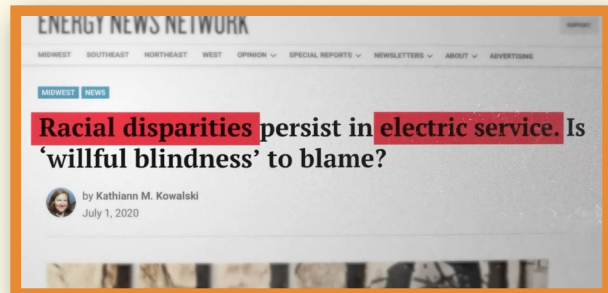 ENERGY NEWS NETWORK
SUPPORT
MIDWEST SOUTHEAST NORTHEAST WEST OPINION SPECIAL REPORTS NEWSLETTERS ABOUT ADVERTISING
MIDWEST NEWS
Racial disparities persist in electric service. Is
‘willful blindness’ to blame?
by Kathiann M. Kowalski
July 1, 2020